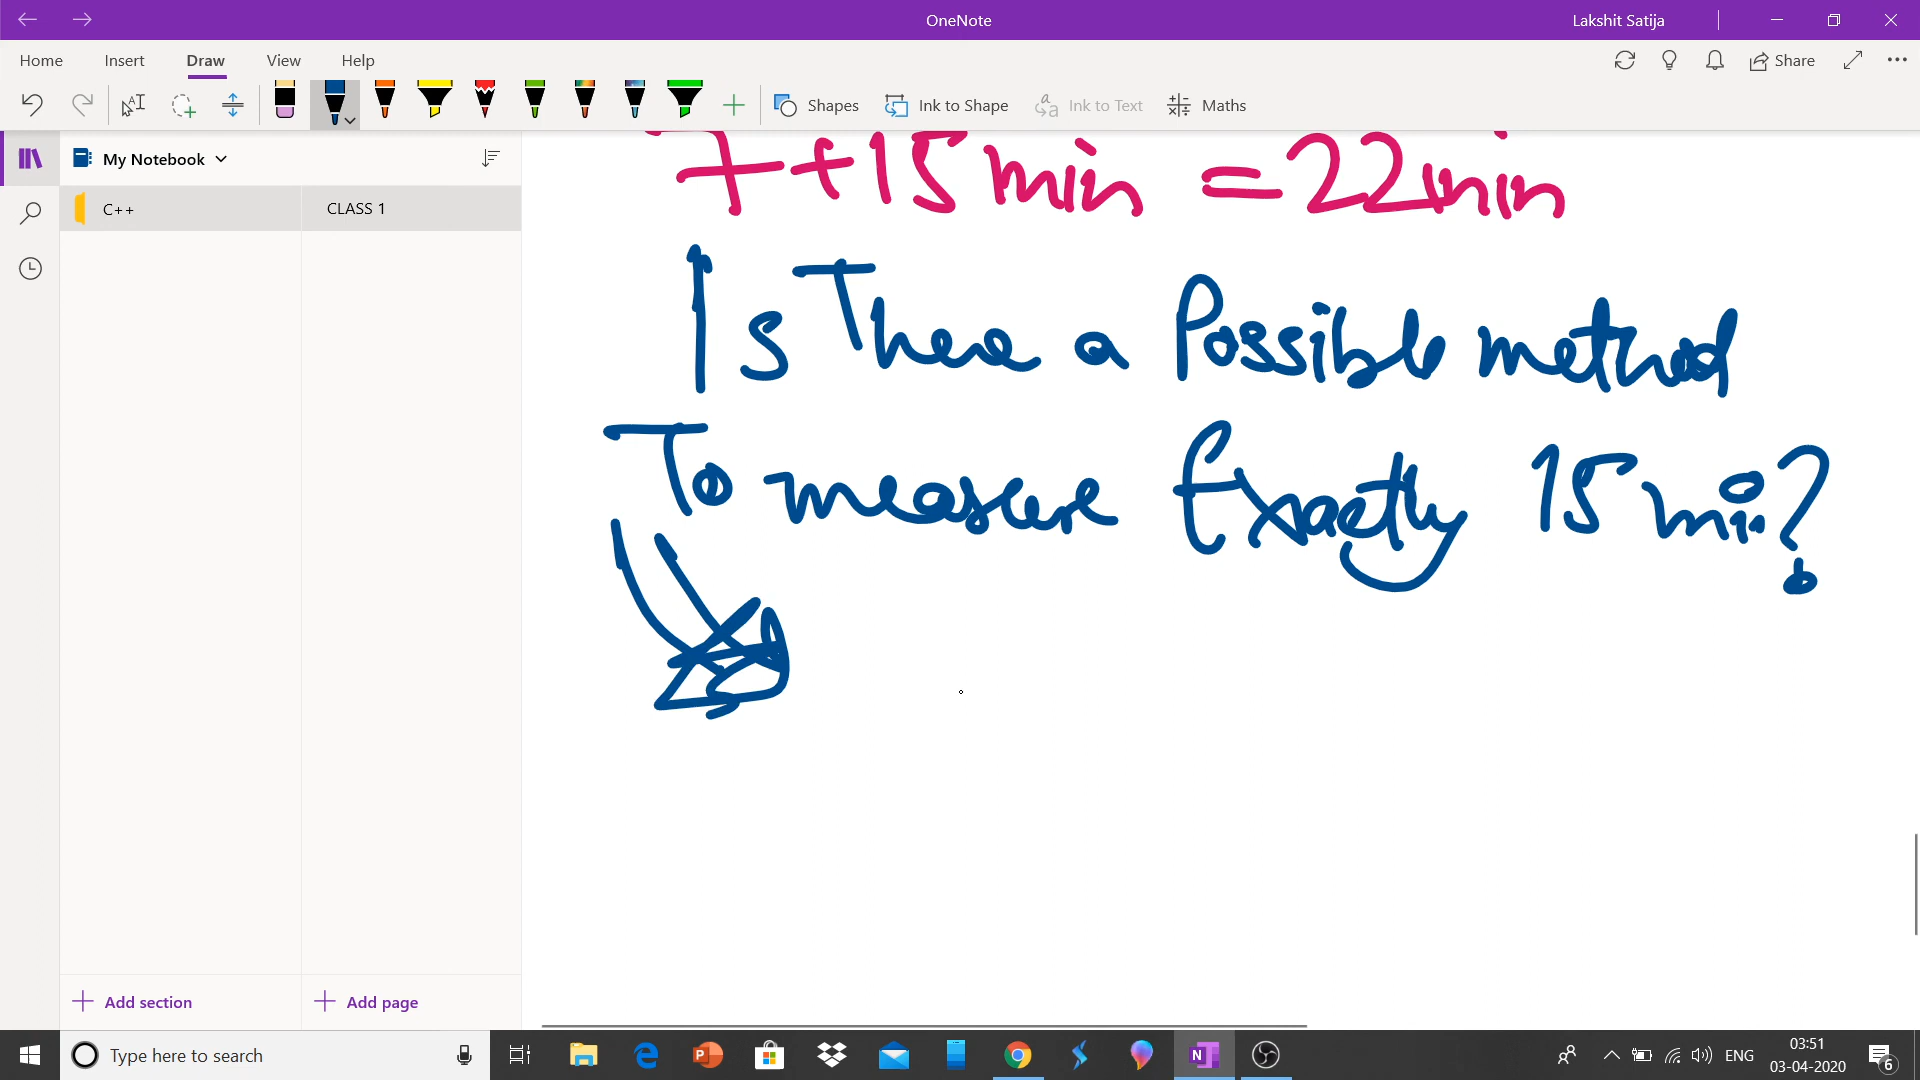 OneNote
Lakshit Satija
Home Insert Draw View Help
Share
Shapes Ink to Shape Ink to Text Maths
My Notebook
C++ CLASS 1
7+15 min = 22 min
Is There a Possible method
To measure Exactly 15 min?
Add section Add page
Type here to search
ENG
03:51
03-04-2020
6